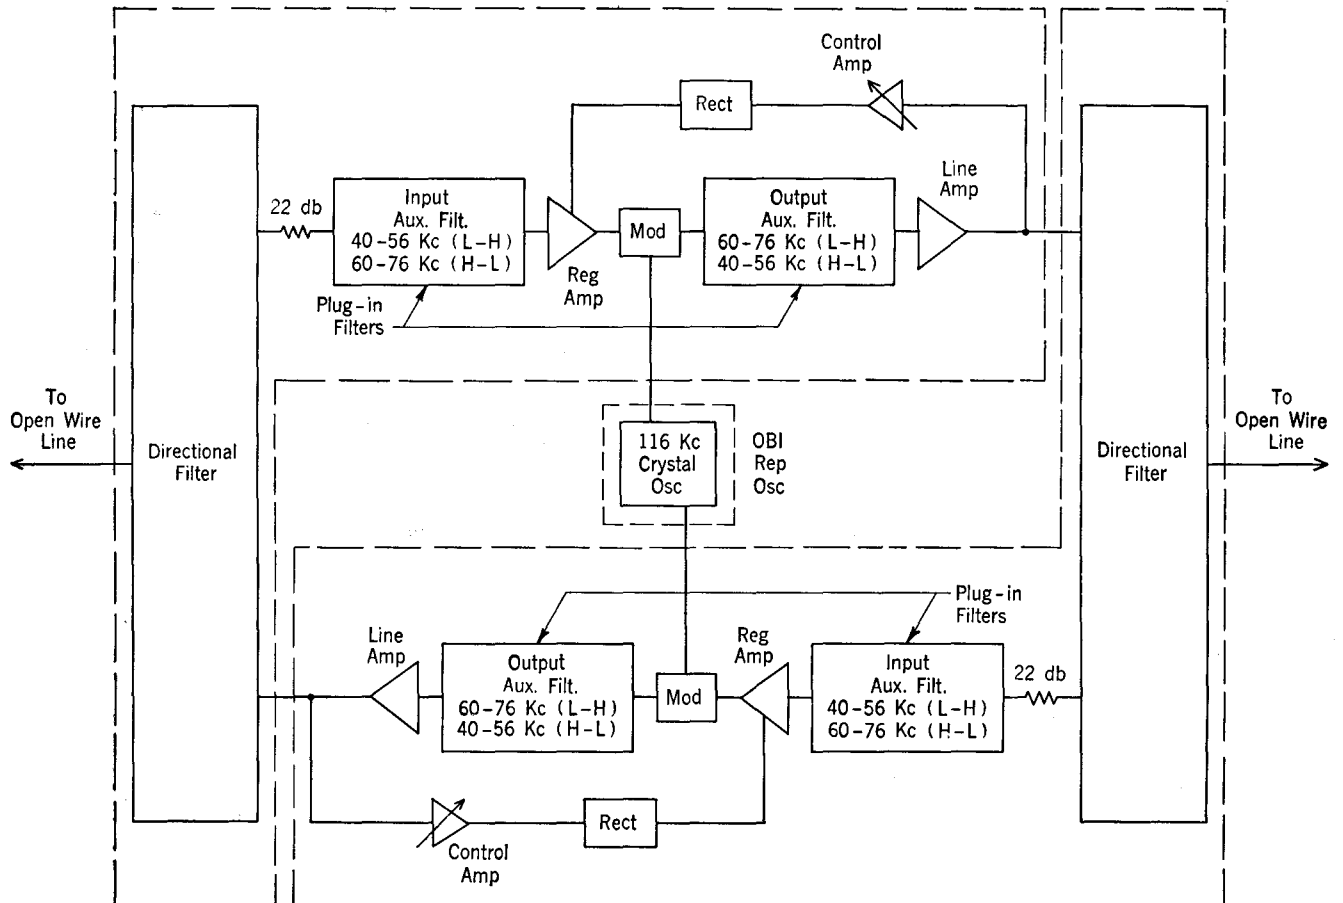 Control
Amp
Rect
Line
Amp
22 db
Input
Aux. Filt.
40-56 Kc (L-H)
60-76 Kc (H-L)
Mod
Output
Aux. Filt.
60-76 Kc (L-H)
40-56 Kc (H-L)
Reg
Amp
Plug-in
Filters
To
Open Wire
Line
Directional
Filter
116 Kc
Crystal
Osc
OBI
Rep
Osc
Directional
Filter
To
Open Wire
Line
Plug-in
Filters
Line
Amp
Output
Aux. Filt.
60-76 Kc (L-H)
40-56 Kc (H-L)
Mod
Reg
Amp
Input
Aux. Filt.
40-56 Kc (L-H)
60-76 Kc (H-L)
22 db
Control
Amp
Rect